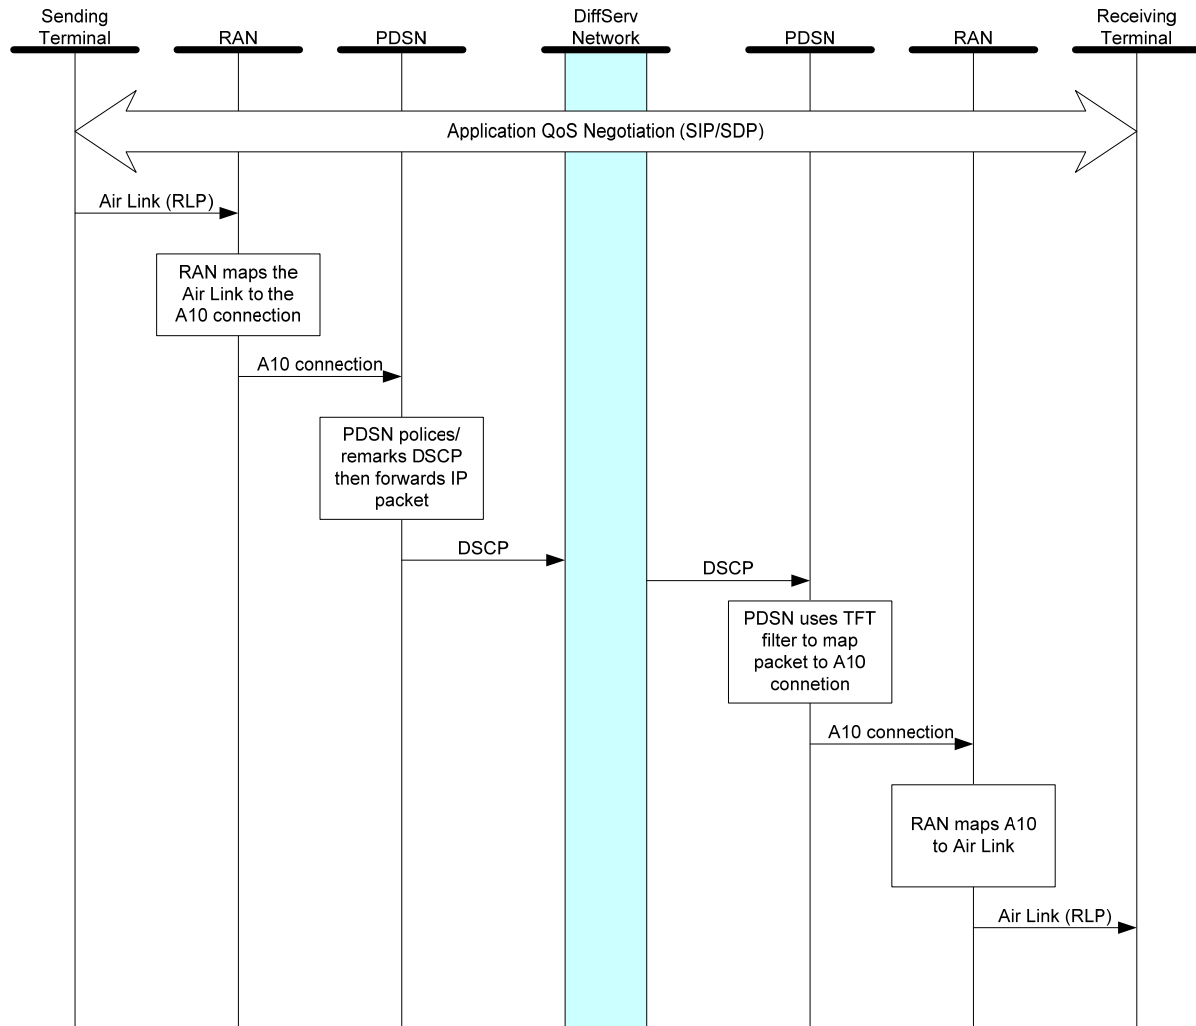 Sending
Terminal
RAN
PDSN
DiffServ
Network
PDSN
RAN
Receiving
Terminal
Application QoS Negotiation (SIP/SDP)
Air Link (RLP)
RAN maps the
Air Link to the
A10 connection
A10 connection
PDSN polices/
remarks DSCP
then forwards IP
packet
DSCP
DSCP
PDSN uses TFT
filter to map
packet to A10
connetion
A10 connection
RAN maps A10
to Air Link
Air Link (RLP)